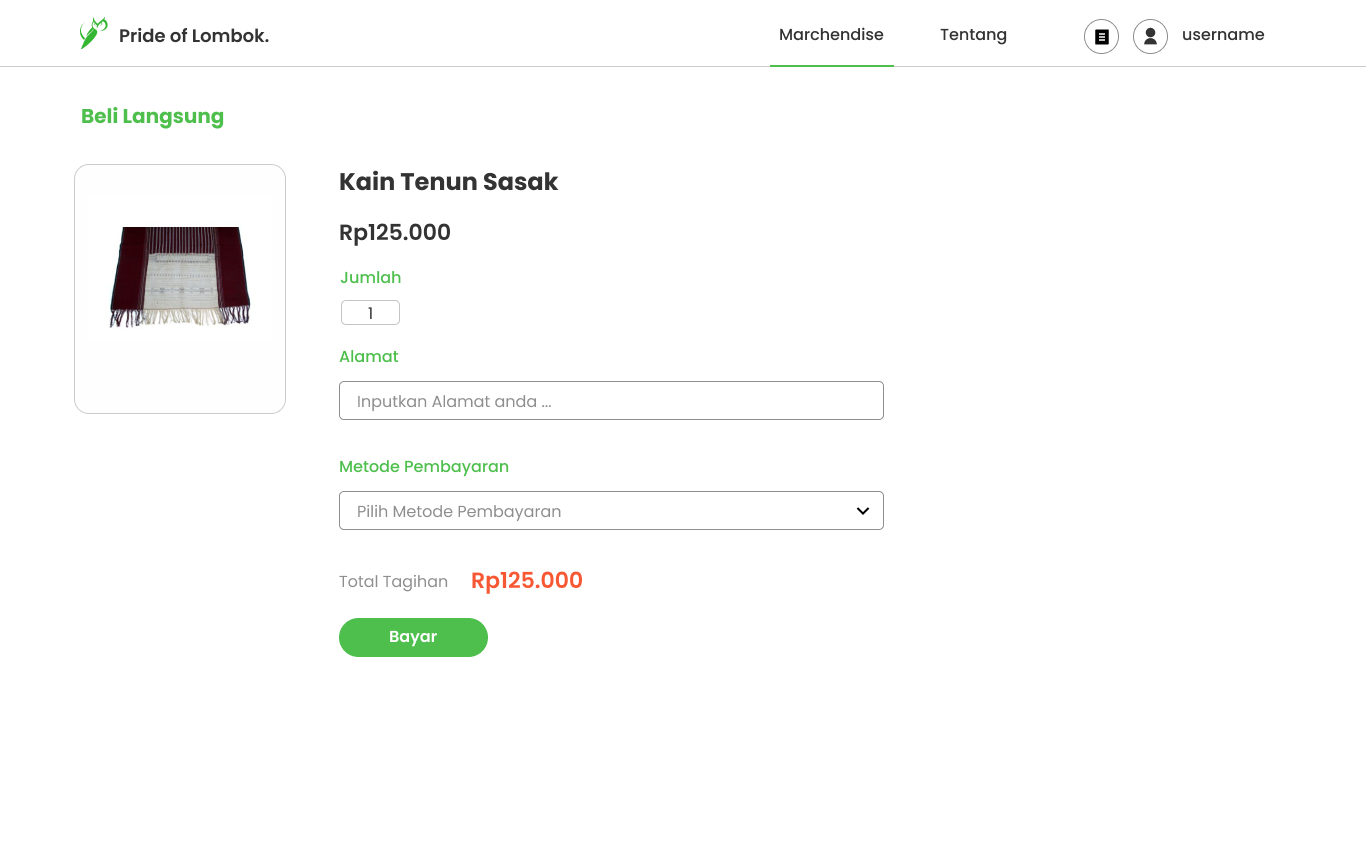 Pride of Lombok.
Marchendise
Tentang
username
Beli Langsung
Kain Tenun Sasak
Rp125.000
Jumlah
1
Alamat
Inputkan Alamat anda ...
Metode Pembayaran
Pilih Metode Pembayaran
Total Tagihan Rp125.000
Bayar